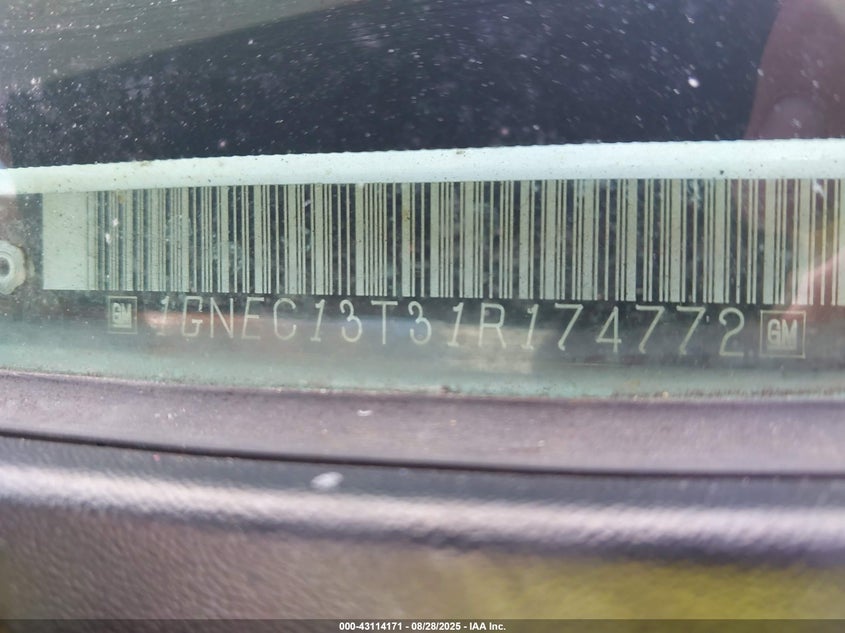 GM 1GNEC13T31R174772 GM
000-43114171 - 08/28/2025 - IAA Inc.